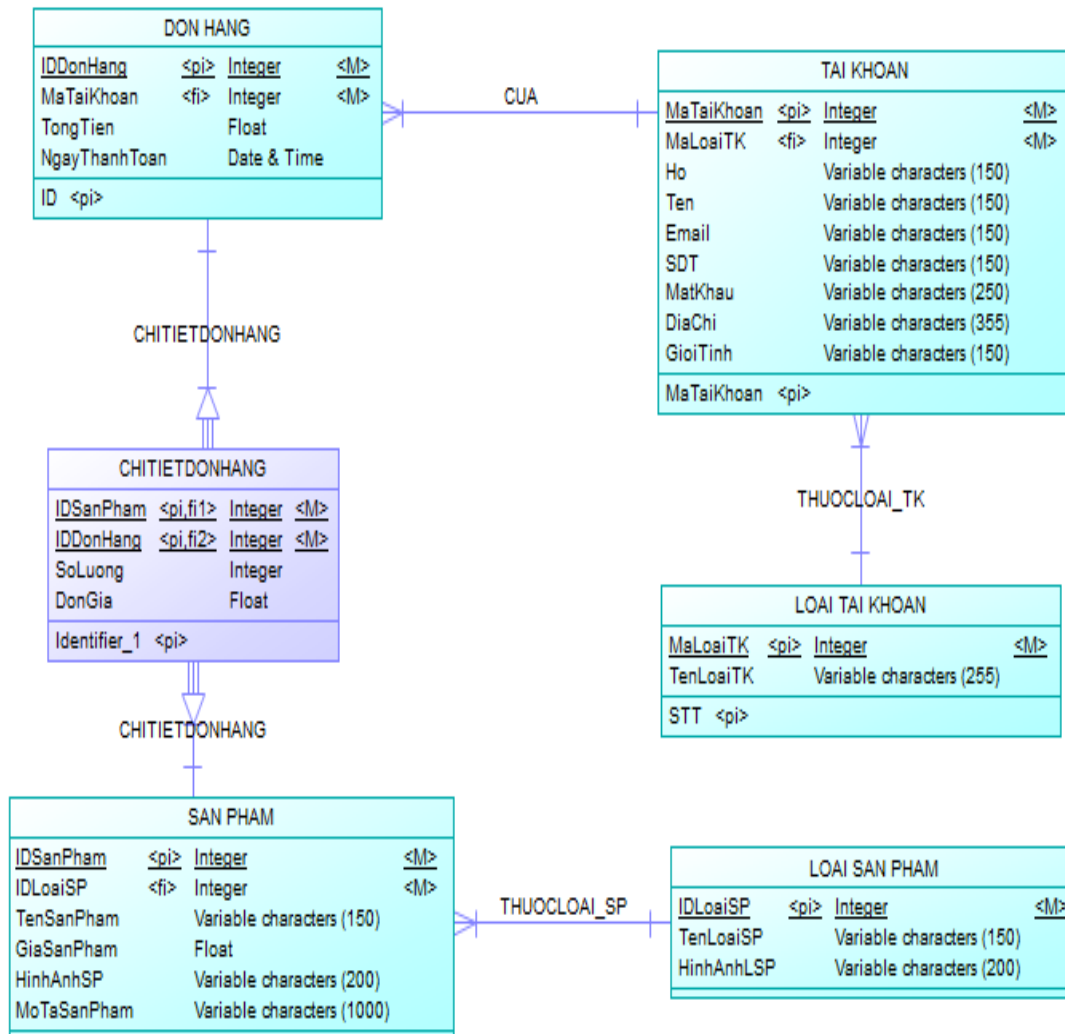 DON HANG
IDDonHang <pi> Integer <M>
MaTaiKhoan <fi> Integer <M>
TongTien Float
NgayThanhToan Date & Time
ID <pi>
CUA
TAI KHOAN
MaTaiKhoan <pi> Integer <M>
MaLoaiTK <fi> Integer <M>
Ho Variable characters (150)
Ten Variable characters (150)
Email Variable characters (150)
SDT Variable characters (150)
MatKhau Variable characters (250)
DiaChi Variable characters (355)
GioiTinh Variable characters (150)
MaTaiKhoan <pi>
CHITIETDONHANG
CHITIETDONHANG
IDSanPham <pi,fi1> Integer <M>
IDDonHang <pi,fi2> Integer <M>
SoLuong Integer
DonGia Float
Identifier_1 <pi>
THUOCLOAI_TK
LOAI TAI KHOAN
MaLoaiTK <pi> Integer <M>
TenLoaiTK Variable characters (255)
STT <pi>
CHITIETDONHANG
SAN PHAM
IDSanPham <pi> Integer <M>
IDLoaiSP <fi> Integer <M>
TenSanPham Variable characters (150)
GiaSanPham Float
HinhAnhSP Variable characters (200)
MoTaSanPham Variable characters (1000)
THUOCLOAI_SP
LOAI SAN PHAM
IDLoaiSP <pi> Integer <M>
TenLoaiSP Variable characters (150)
HinhAnhLSP Variable characters (200)